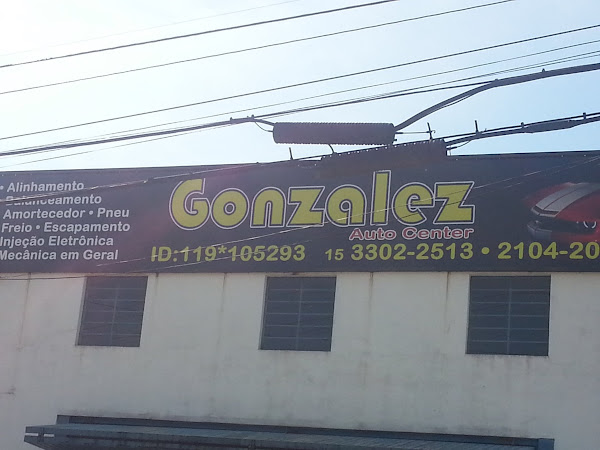 • Alinhamento
Balanceamento
Amortecedor • Pneu
Freio • Escapamento
Injeção Eletrônica
Mecânica em Geral
Gonzalez
Auto Center
ID:119*105293 15 3302-2513 • 2104-20